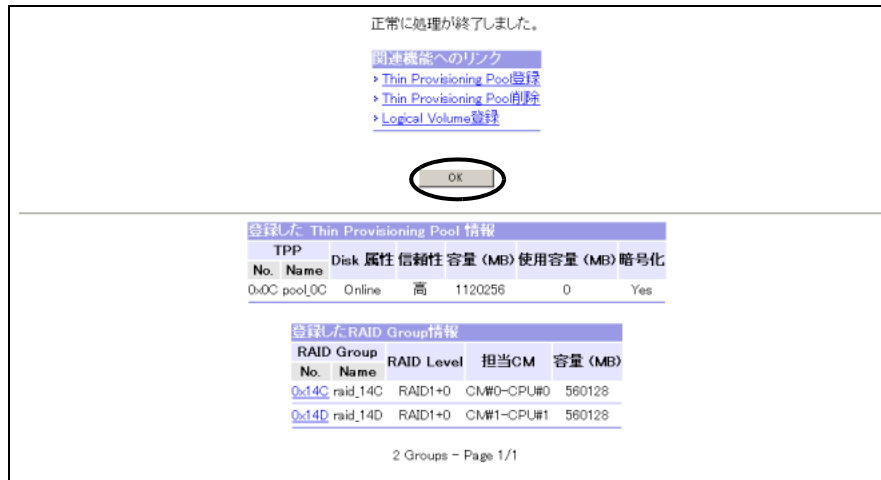 正常に処理が終了しました。
関連機能へのリンク
Thin Provisioning Pool登録
Thin Provisioning Pool削除
Logical Volume登録
OK
登録した Thin Provisioning Pool 情報
TPP Disk 属性 信頼性 容量 (MB) 使用容量 (MB) 暗号化
No. Name
0x0C pool_0C Online 高 1120256 0 Yes
登録したRAID Group情報
RAID Group RAID Level 担当CM 容量 (MB)
No. Name
0x14C raid_14C RAID1+0 CM#0-CPU#0 560128
0x14D raid_14D RAID1+0 CM#1-CPU#1 560128
2 Groups - Page 1/1